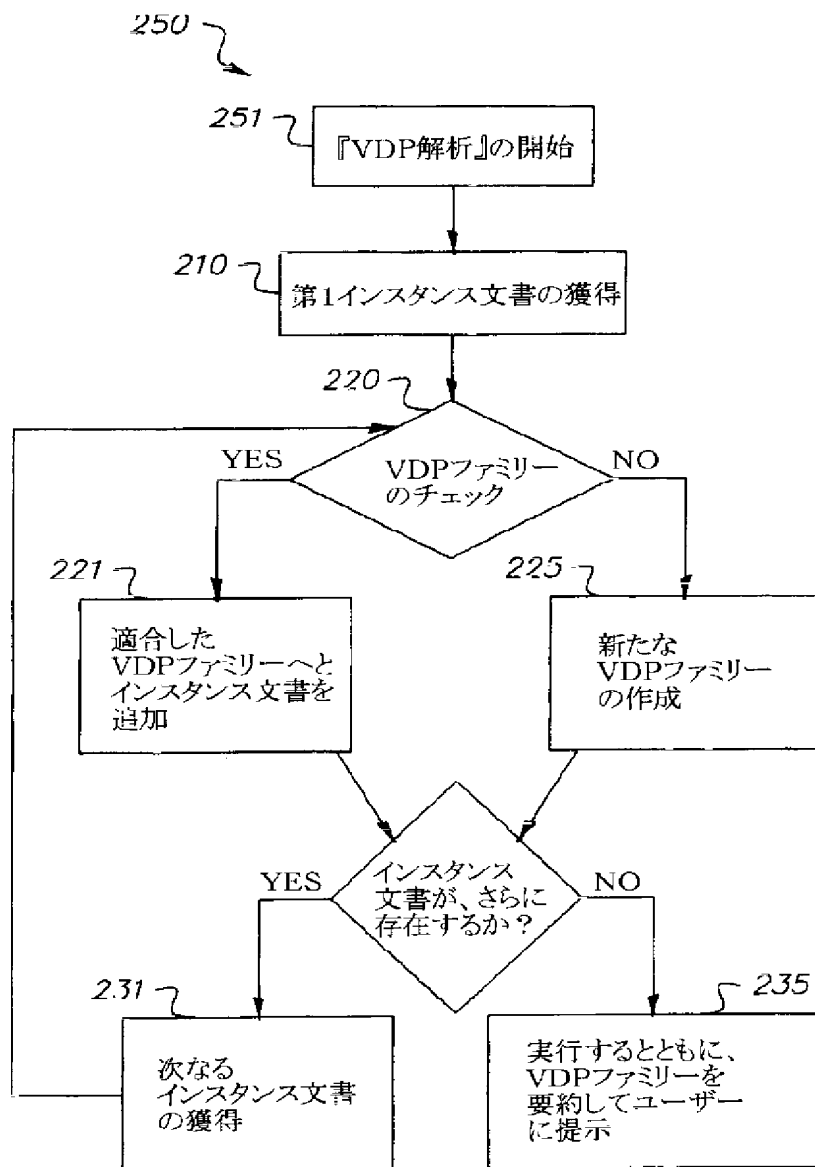 250
251
『VDP解析』の開始
210
第1インスタンス文書の獲得
220
VDPファミリー
のチェック
YES
NO
221
適合した
VDPファミリーへと
インスタンス文書を
追加
225
新たな
VDPファミリー
の作成
インスタンス
文書が、さらに
存在するか？
YES
NO
231
次なる
インスタンス文書
の獲得
235
実行するとともに、
VDPファミリーを
要約してユーザー
に提示